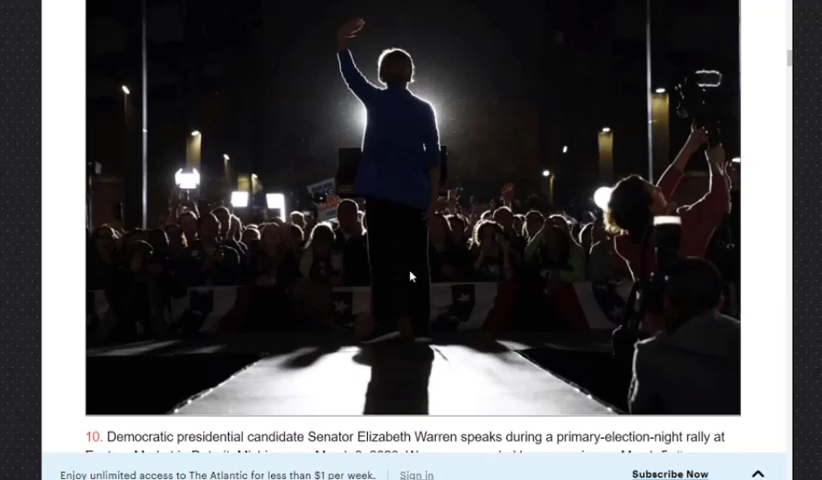 10. Democratic presidential candidate Senator Elizabeth Warren speaks during a primary-election-night rally at
Enjoy unlimited access to The Atlantic for less than $1 per week. Sign in Subscribe Now